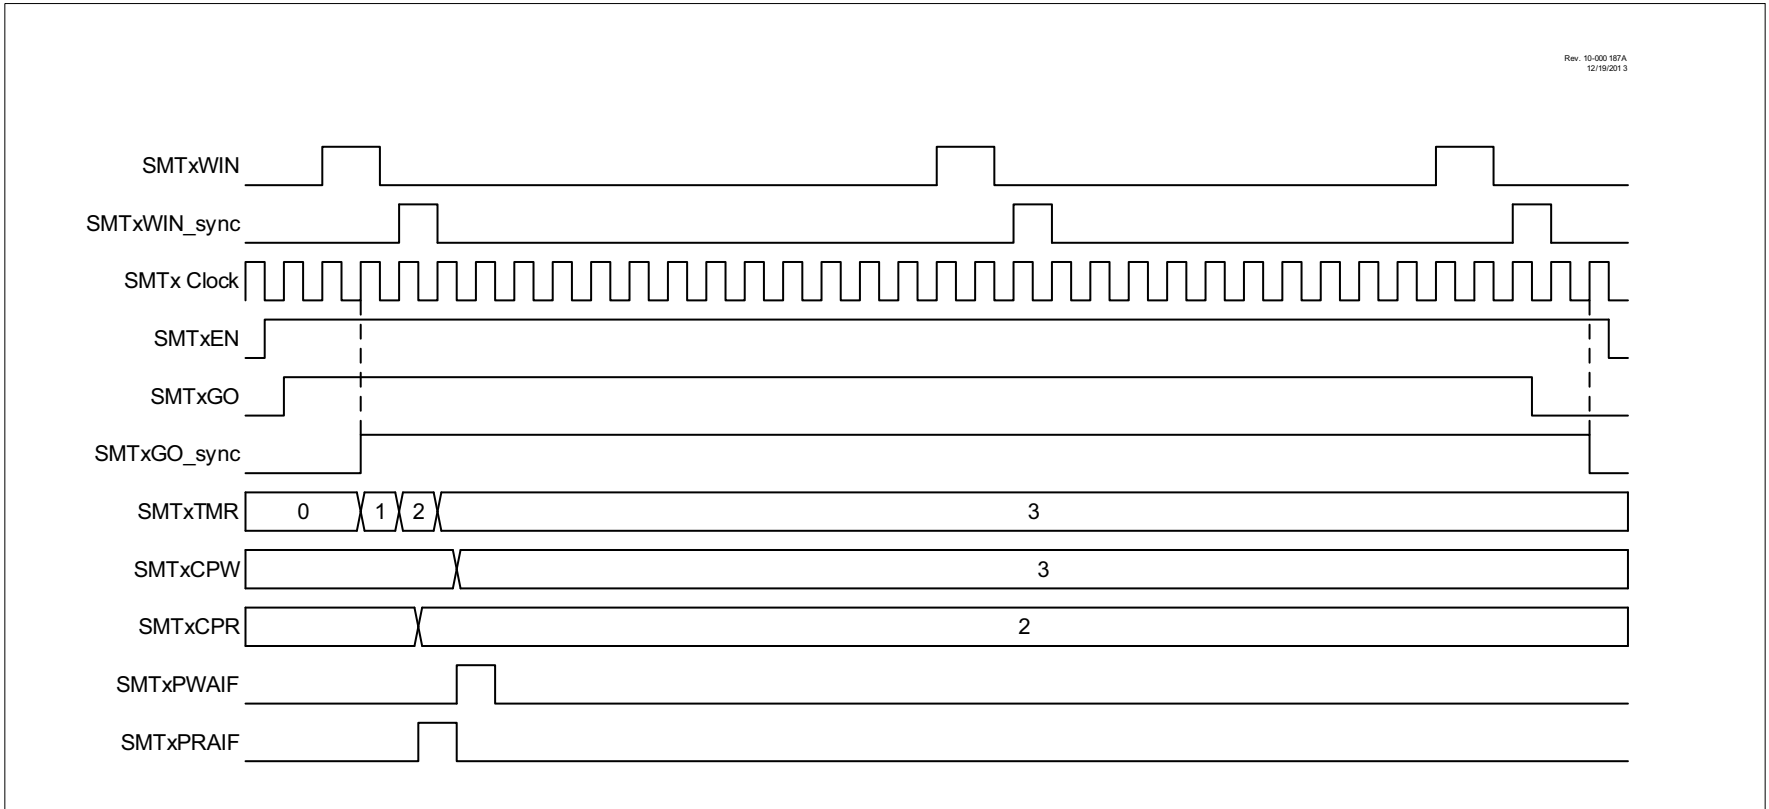 Rev. 10-000 187A
12/19/201 3
SMTxWIN
SMTxWIN_sync
SMTx Clock
SMTxEN
SMTxGO
SMTxGO_sync
SMTxTMR 0 1 2 3
SMTxCPW 3
SMTxCPR 2
SMTxPWAIF
SMTxPRAIF